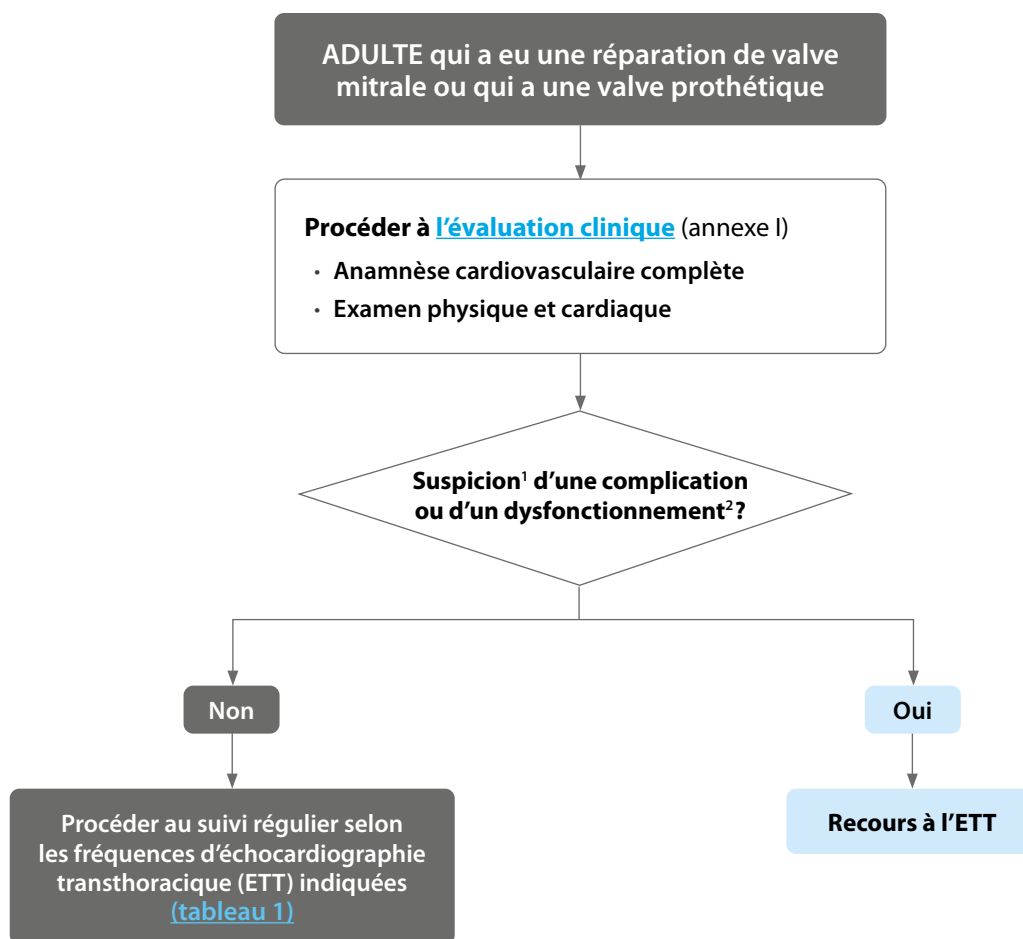 ADULTE qui a eu une réparation de valve
mitrale ou qui a une valve prothétique
Procéder à l’évaluation clinique (annexe I)
• Anamnèse cardiovasculaire complète
• Examen physique et cardiaque
Suspicion¹ d’une complication
ou d’un dysfonctionnement²?
Non
Oui
Procéder au suivi régulier selon
les fréquences d’échocardiographie
transthoracique (ETT) indiquées
(tableau 1)
Recours à l’ETT